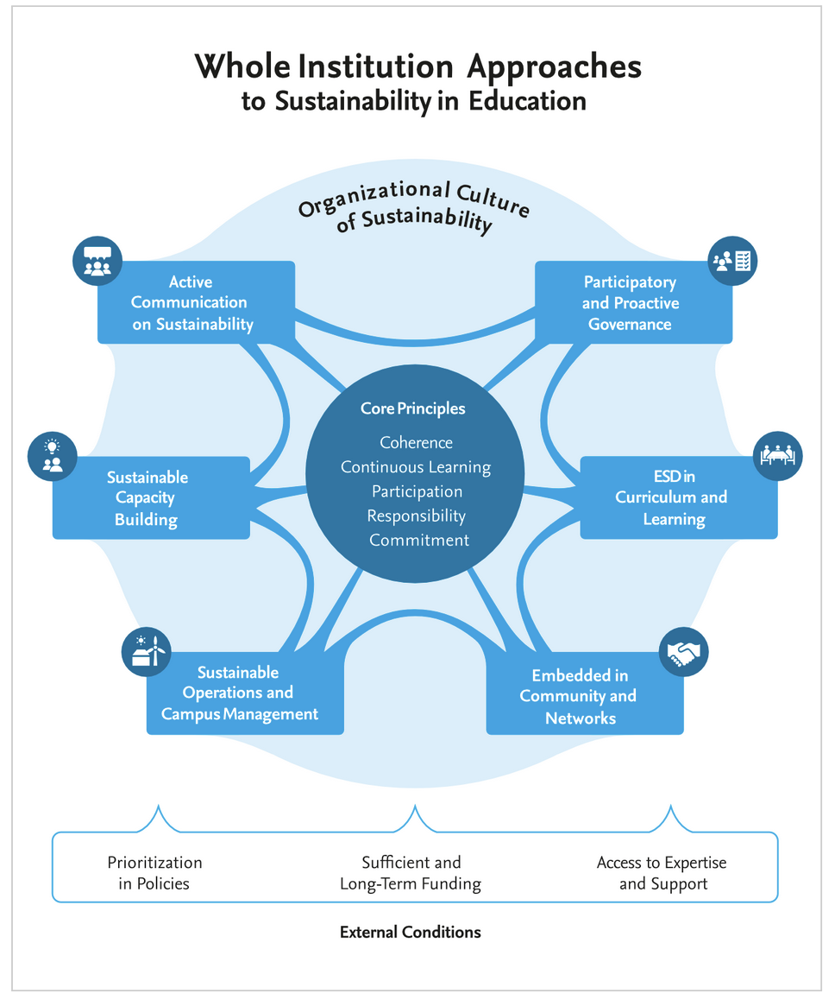 Whole Institution Approaches
to Sustainability in Education
Organizational Culture
of Sustainability
Active
Communication
on Sustainability
Participatory
and Proactive
Governance
Core Principles
Coherence
Continuous Learning
Participation
Responsibility
Commitment
Sustainable
Capacity
Building
ESD in
Curriculum and
Learning
Sustainable
Operations and
Campus Management
Embedded in
Community and
Networks
Prioritization
in Policies
Sufficient and
Long-Term Funding
Access to Expertise
and Support
External Conditions